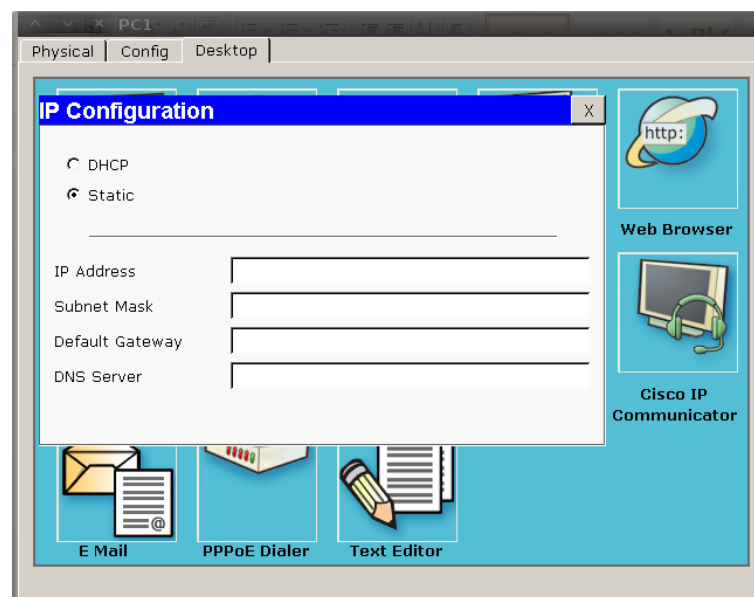 PC1
Physical Config Desktop
IP Configuration X
http:
DHCP
Static
Web Browser
IP Address
Subnet Mask
Default Gateway
DNS Server
Cisco IP
Communicator
@
E Mail PPPoE Dialer Text Editor